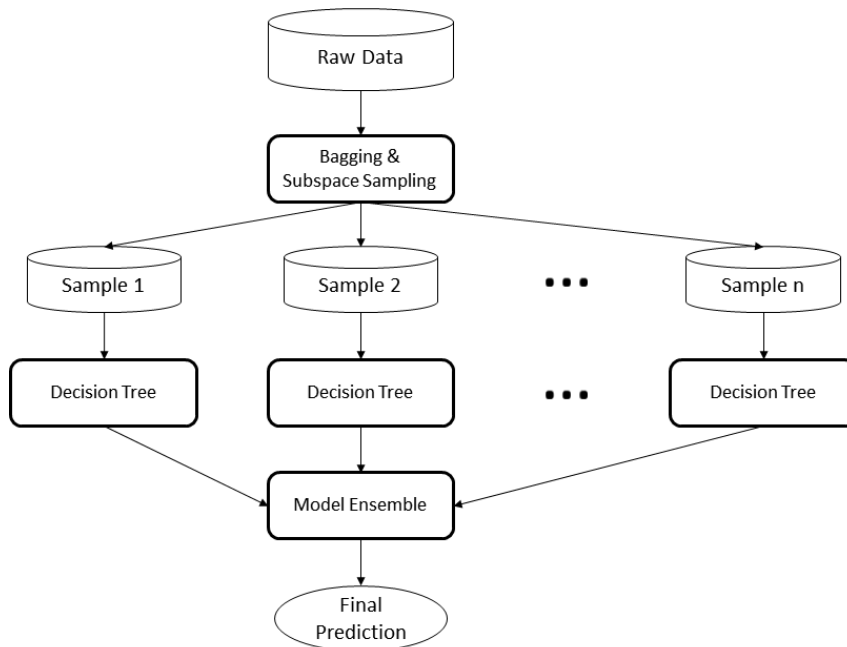 Raw Data
Bagging &
Subspace Sampling
Sample 1
Sample 2
...
Sample n
Decision Tree
Decision Tree
...
Decision Tree
Model Ensemble
Final
Prediction